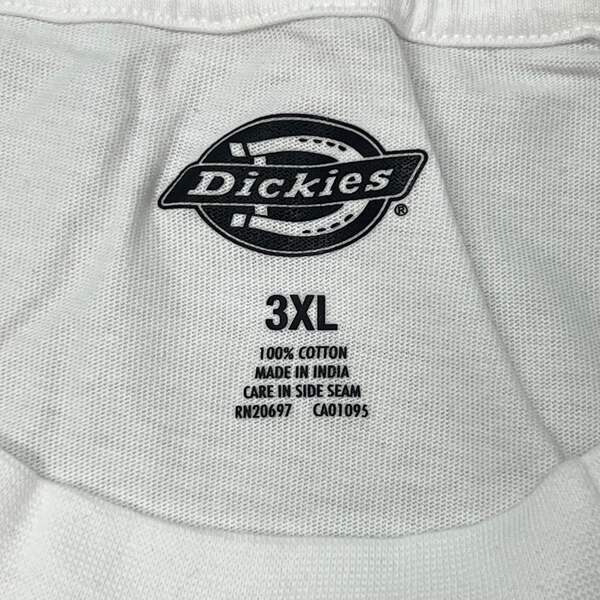 Dickies®
3XL
100% COTTON
MADE IN INDIA
CARE IN SIDE SEAM
RN20697 CA01095